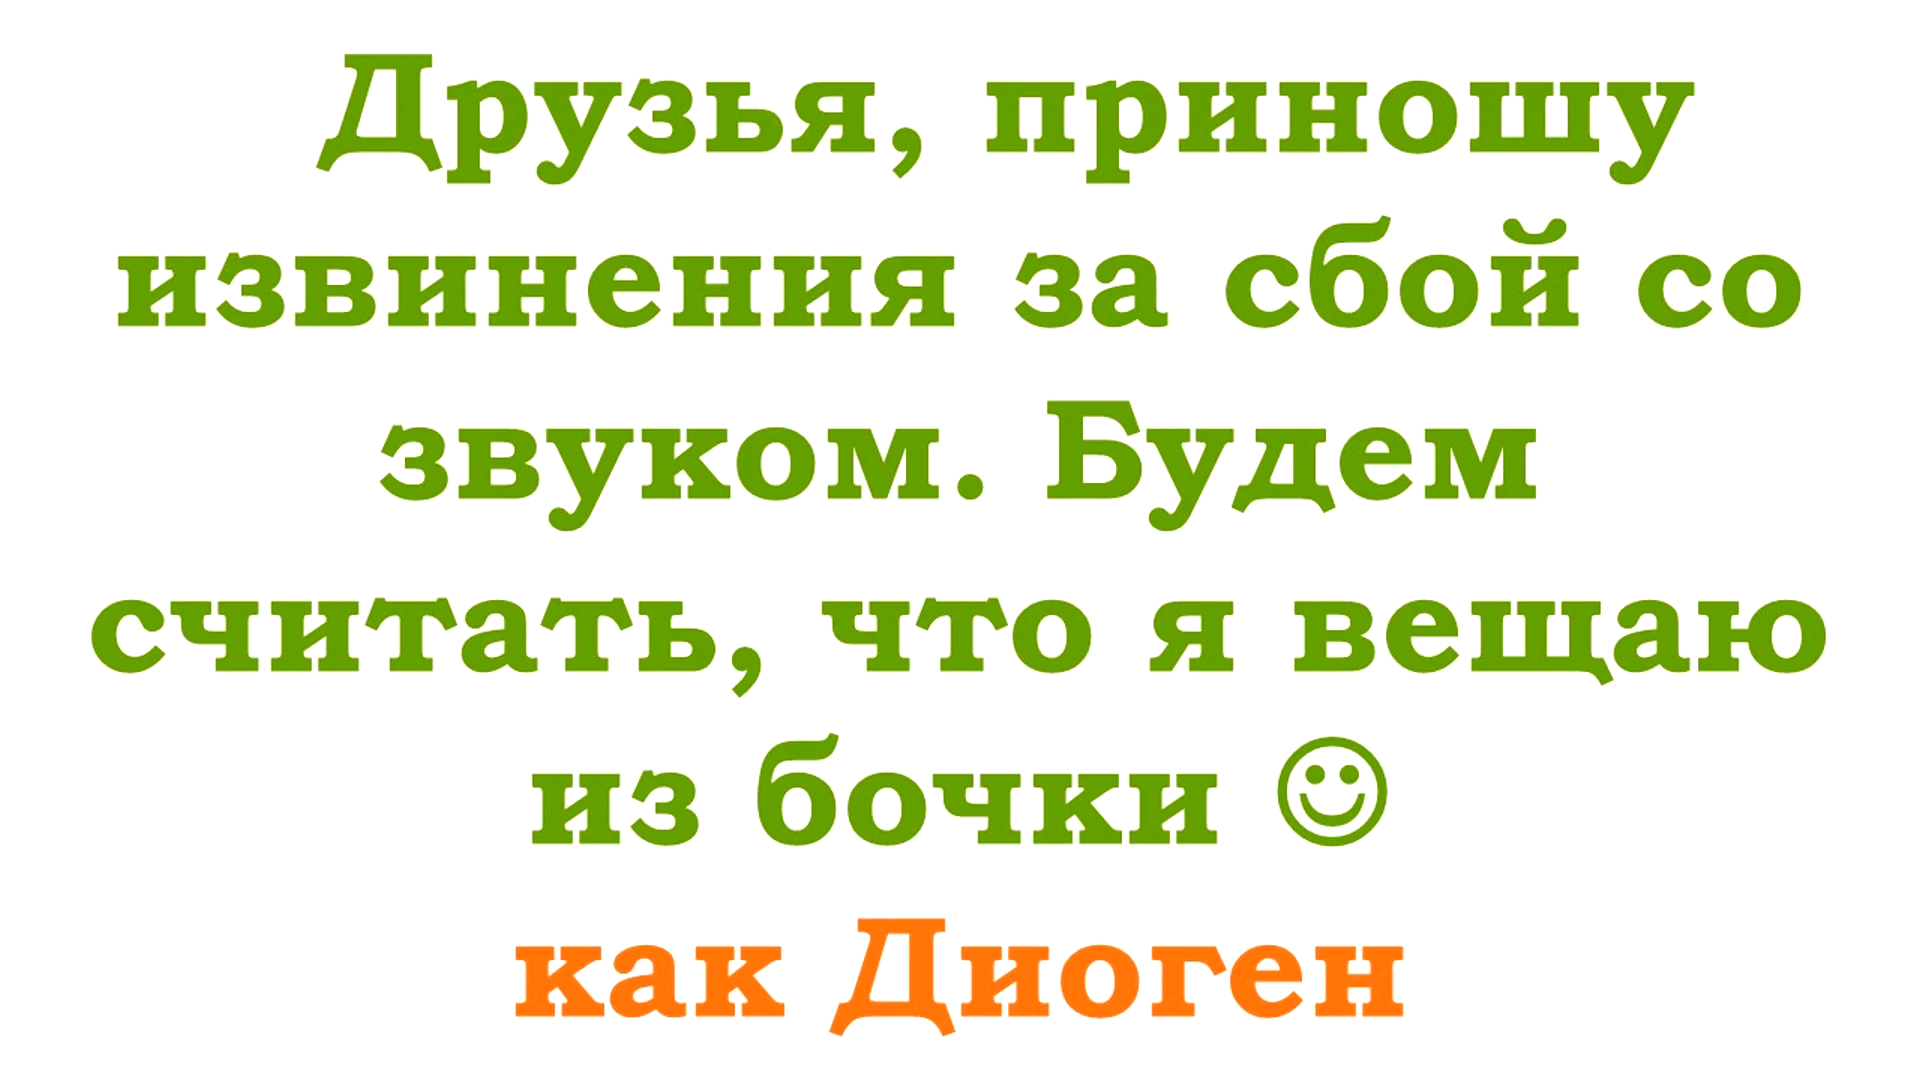 Друзья, приношу
извинения за сбой со
звуком. Будем
считать, что я вещаю
из бочки ☺
как Диоген